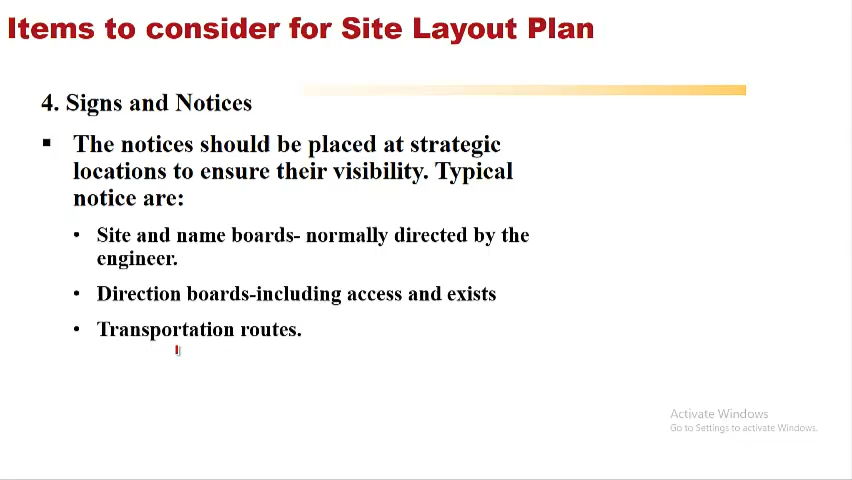 Items to consider for Site Layout Plan
4. Signs and Notices
▪ The notices should be placed at strategic
locations to ensure their visibility. Typical
notice are:
• Site and name boards- normally directed by the
engineer.
• Direction boards-including access and exists
• Transportation routes.
Activate Windows
Go to Settings to activate Windows.